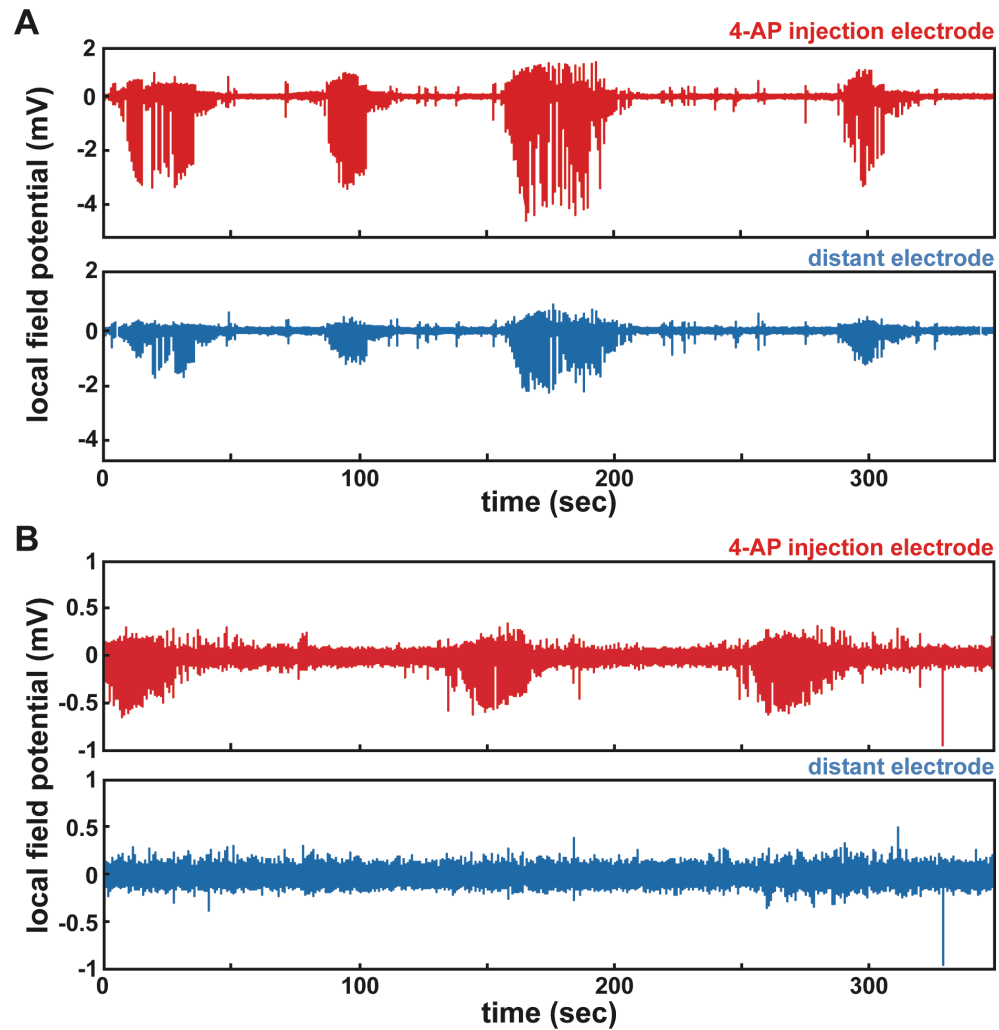 A
4-AP injection electrode
2
0
-2
-4
distant electrode
2
0
-2
-4
local field potential (mV)
0 100 200 300
time (sec)
B
4-AP injection electrode
1
0.5
0
-0.5
-1
distant electrode
1
0.5
0
-0.5
-1
local field potential (mV)
0 100 200 300
time (sec)